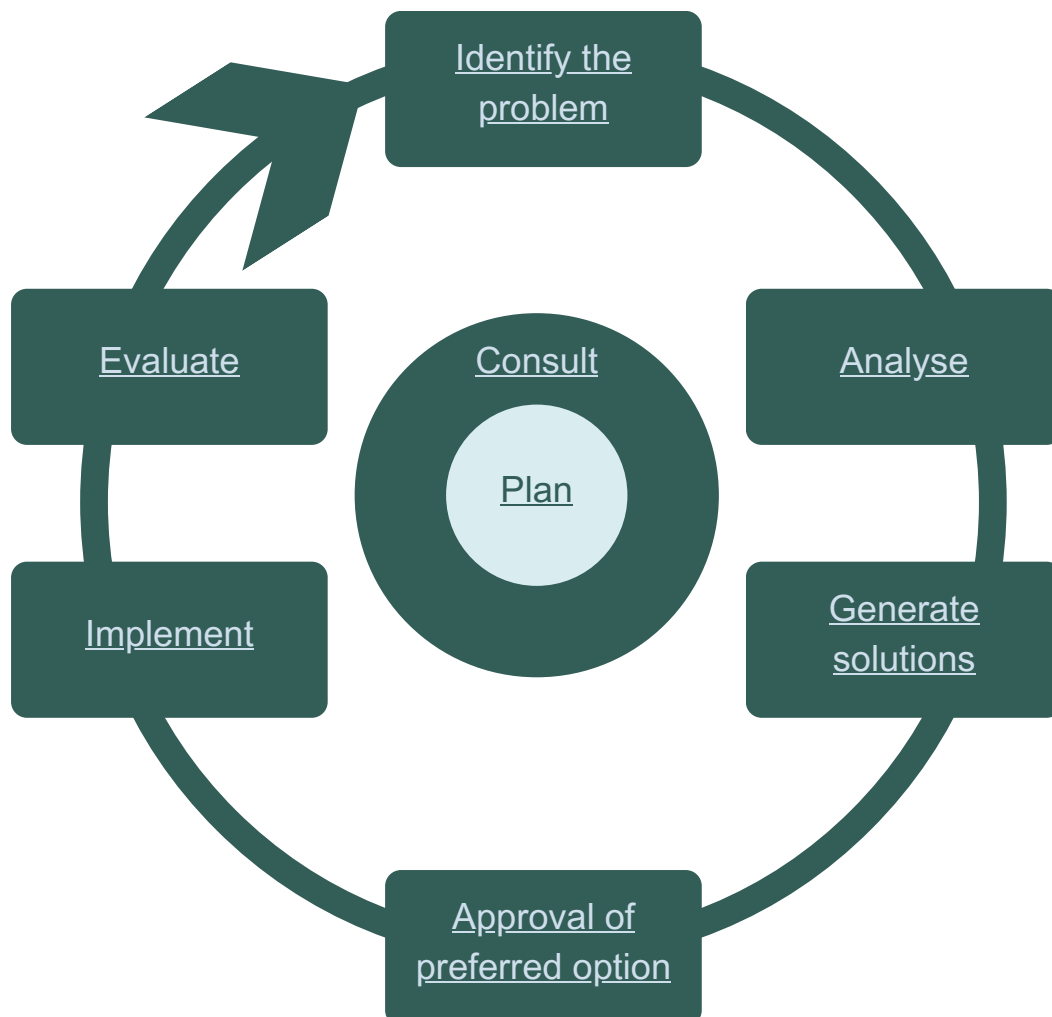 Identify the
problem
Evaluate
Consult
Analyse
Plan
Implement
Generate
solutions
Approval of
preferred option